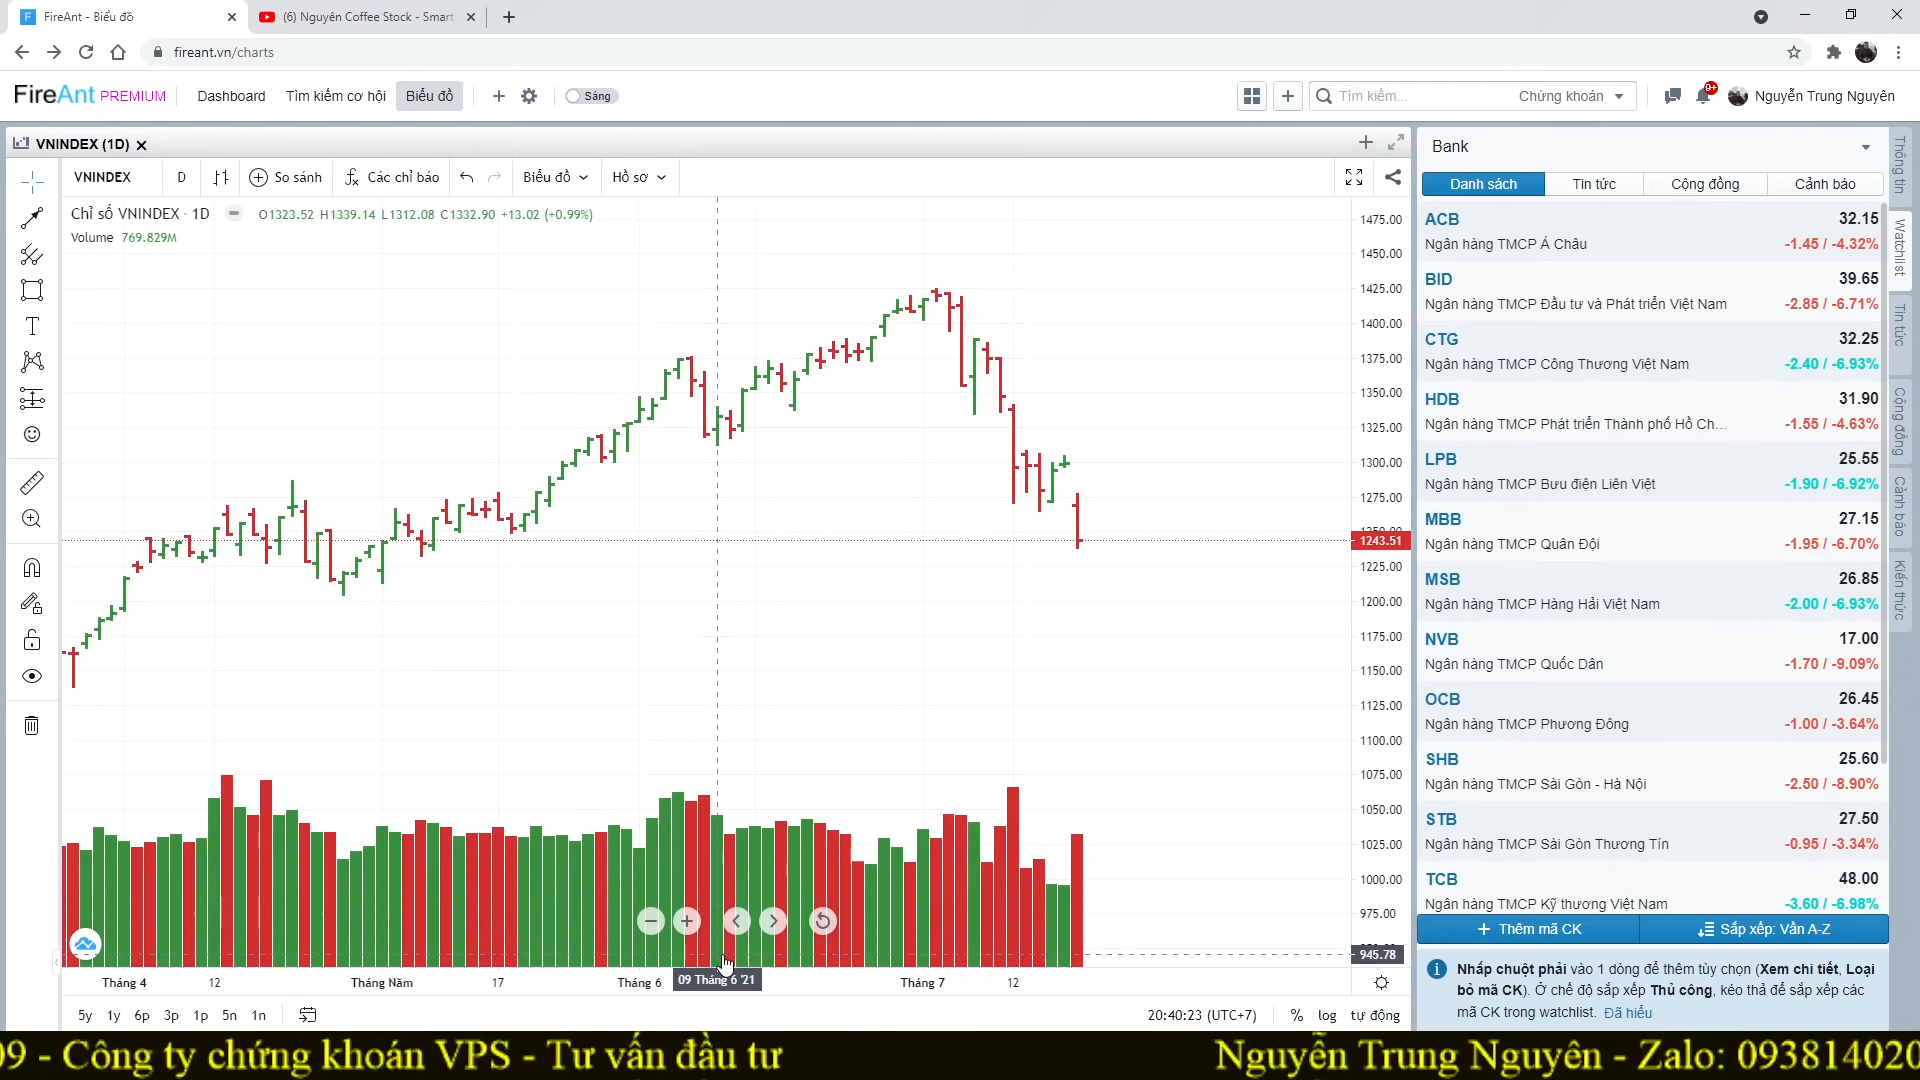 FireAnt - Biểu đồ
(6) Nguyên Coffee Stock - Smart
fireant.vn/charts
FireAnt PREMIUM
Dashboard
Tìm kiếm cơ hội
Biểu đồ
Sáng
Tìm kiếm...
Chứng khoán
9+
Nguyễn Trung Nguyên
VNINDEX (1D)
VNINDEX
D
So sánh
Các chỉ báo
Biểu đồ
Hồ sơ
Chỉ số VNINDEX · 1D
O1323.52 H1339.14 L1312.08 C1332.90 +13.02 (+0.99%)
Volume 769.829M
1475.00
1450.00
1425.00
1400.00
1375.00
1350.00
1325.00
1300.00
1275.00
1250.00
1243.51
1225.00
1200.00
1175.00
1150.00
1125.00
1100.00
1075.00
1050.00
1025.00
1000.00
975.00
945.78
Tháng 4
12
Tháng Năm
17
Tháng 6
09 Tháng 6 '21
Tháng 7
12
5y 1y 6p 3p 1p 5n 1n
20:40:23 (UTC+7)
% log tự động
Bank
Danh sách
Tin tức
Cộng đồng
Cảnh báo
ACB 32.15
Ngân hàng TMCP Á Châu -1.45 / -4.32%
BID 39.65
Ngân hàng TMCP Đầu tư và Phát triển Việt Nam -2.85 / -6.71%
CTG 32.25
Ngân hàng TMCP Công Thương Việt Nam -2.40 / -6.93%
HDB 31.90
Ngân hàng TMCP Phát triển Thành phố Hồ Ch... -1.55 / -4.63%
LPB 25.55
Ngân hàng TMCP Bưu điện Liên Việt -1.90 / -6.92%
MBB 27.15
Ngân hàng TMCP Quân Đội -1.95 / -6.70%
MSB 26.85
Ngân hàng TMCP Hàng Hải Việt Nam -2.00 / -6.93%
NVB 17.00
Ngân hàng TMCP Quốc Dân -1.70 / -9.09%
OCB 26.45
Ngân hàng TMCP Phương Đông -1.00 / -3.64%
SHB 25.60
Ngân hàng TMCP Sài Gòn - Hà Nội -2.50 / -8.90%
STB 27.50
Ngân hàng TMCP Sài Gòn Thương Tín -0.95 / -3.34%
TCB 48.00
Ngân hàng TMCP Kỹ thương Việt Nam -3.60 / -6.98%
Thêm mã CK
Sắp xếp: Vần A-Z
Nhấp chuột phải vào 1 dòng để thêm tùy chọn (Xem chi tiết, Loại
bỏ mã CK). Ở chế độ sắp xếp Thủ công, kéo thả để sắp xếp các
mã CK trong watchlist. Đã hiểu
Thông tin
Watchlist
Tin tức
Cộng đồng
Cảnh báo
Kiến thức
09 - Công ty chứng khoán VPS - Tư vấn đầu tư
Nguyễn Trung Nguyên - Zalo: 093814020